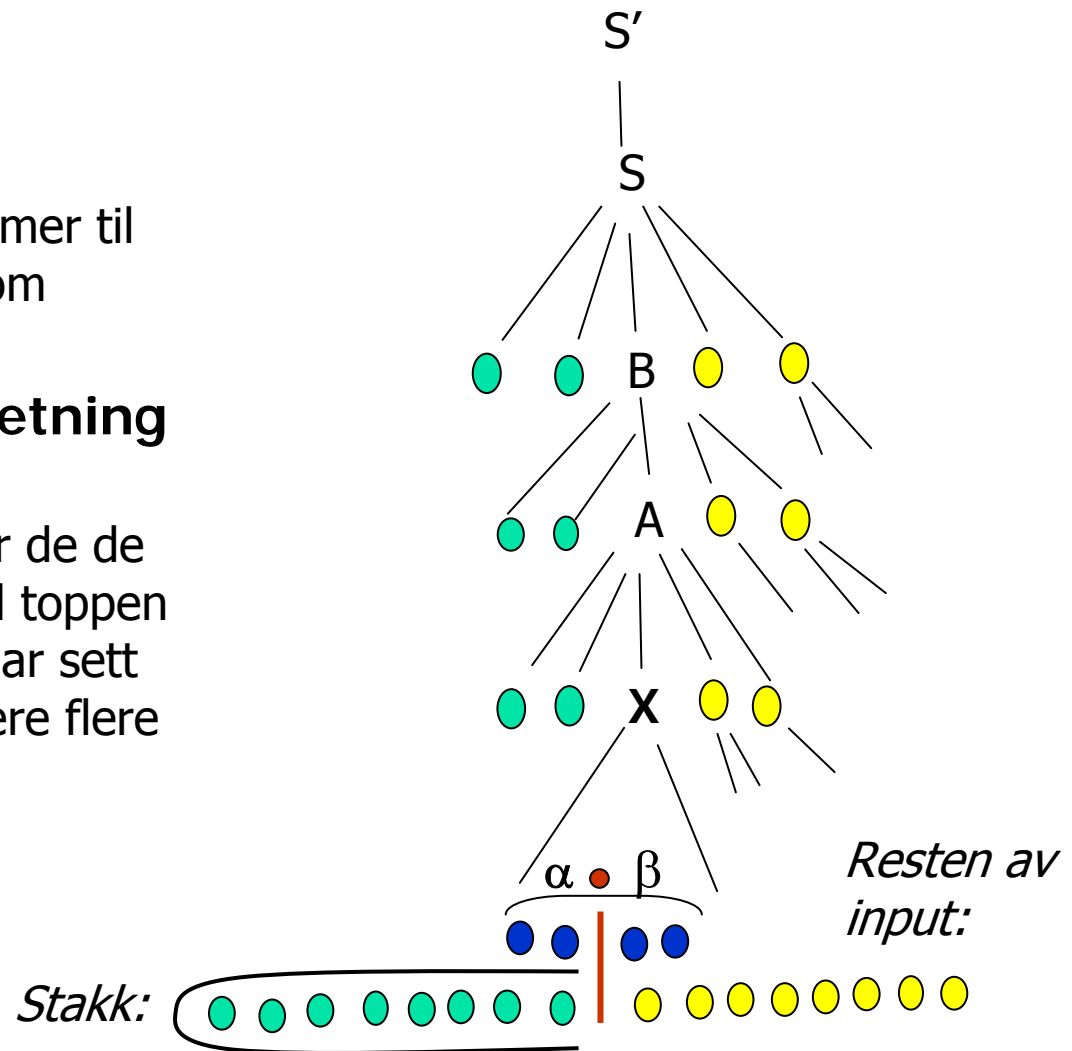 S’
S
mer til
om
B
etning
A
r de de
l toppen
ar sett
ere flere
X
α β
Resten av
input:
Stakk: